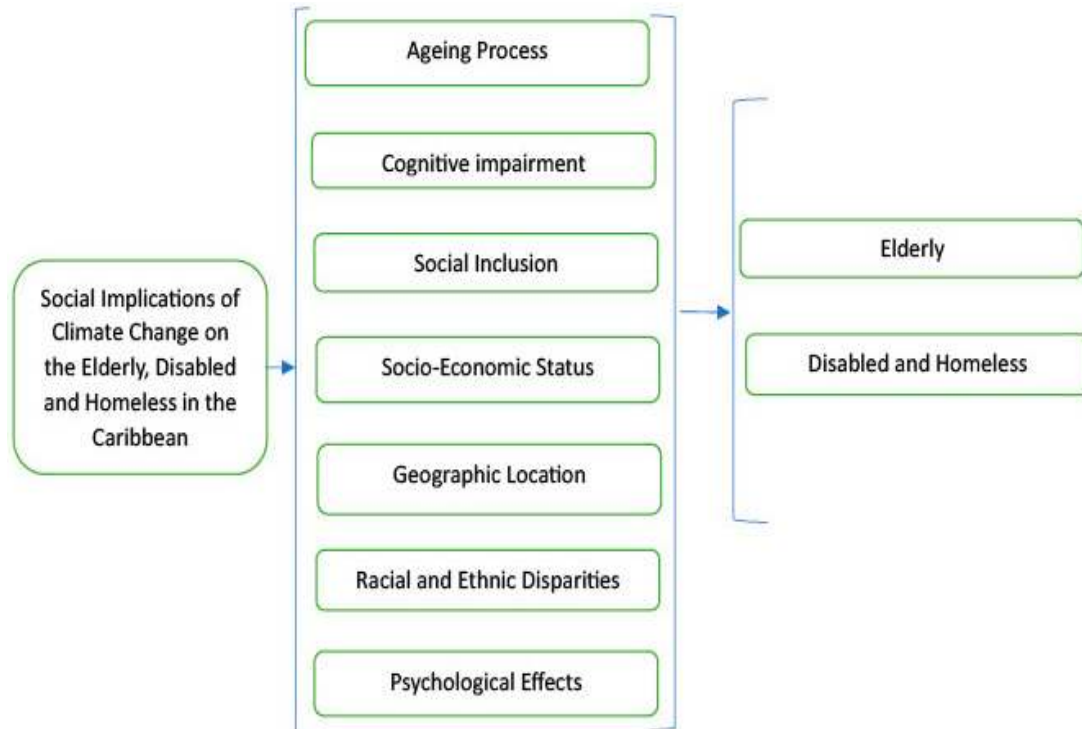 Social Implications of
Climate Change on
the Elderly, Disabled
and Homeless in the
Caribbean
Ageing Process
Cognitive impairment
Social Inclusion
Socio-Economic Status
Geographic Location
Racial and Ethnic Disparities
Psychological Effects
Elderly
Disabled and Homeless